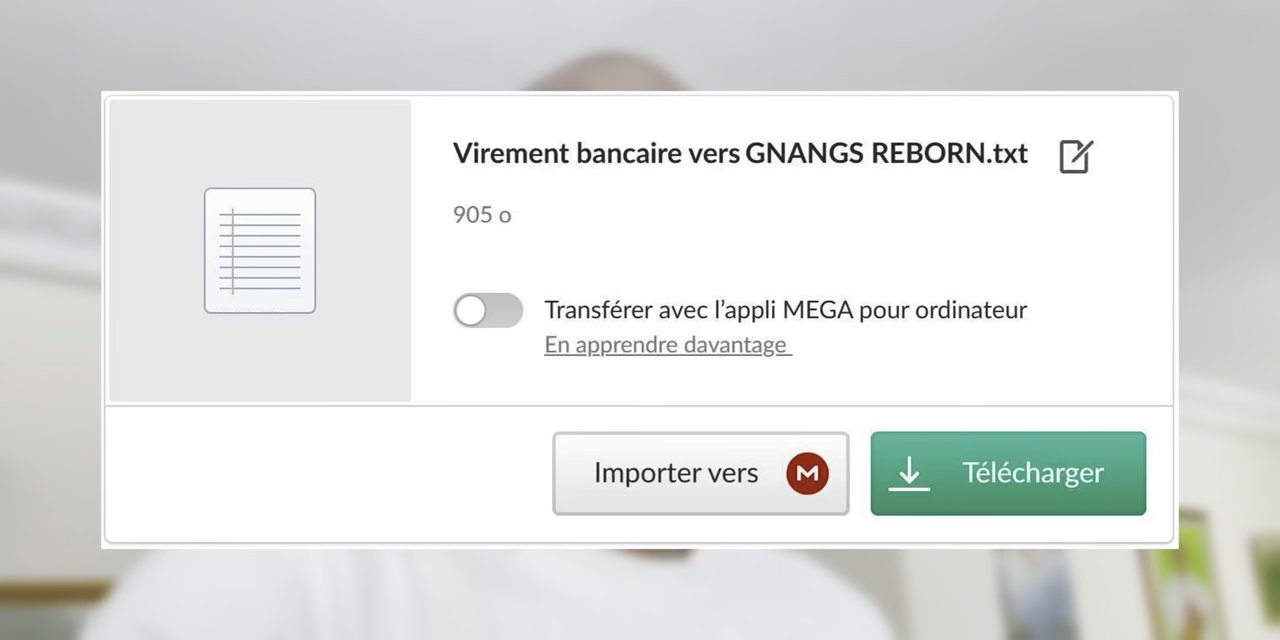 Virement bancaire vers GNANGS REBORN.txt
905 o
Transférer avec l’appli MEGA pour ordinateur
En apprendre davantage
Importer vers M
Télécharger